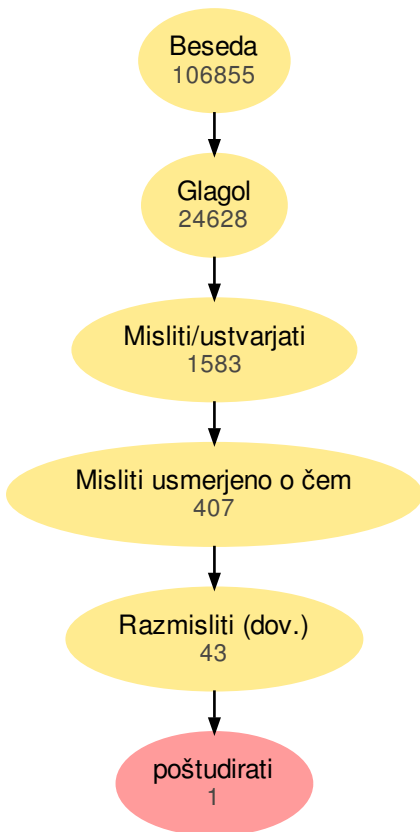 Beseda
106855
Glagol
24628
Misliti/ustvarjati
1583
Misliti usmerjeno o čem
407
Razmisliti (dov.)
43
poštudirati
1